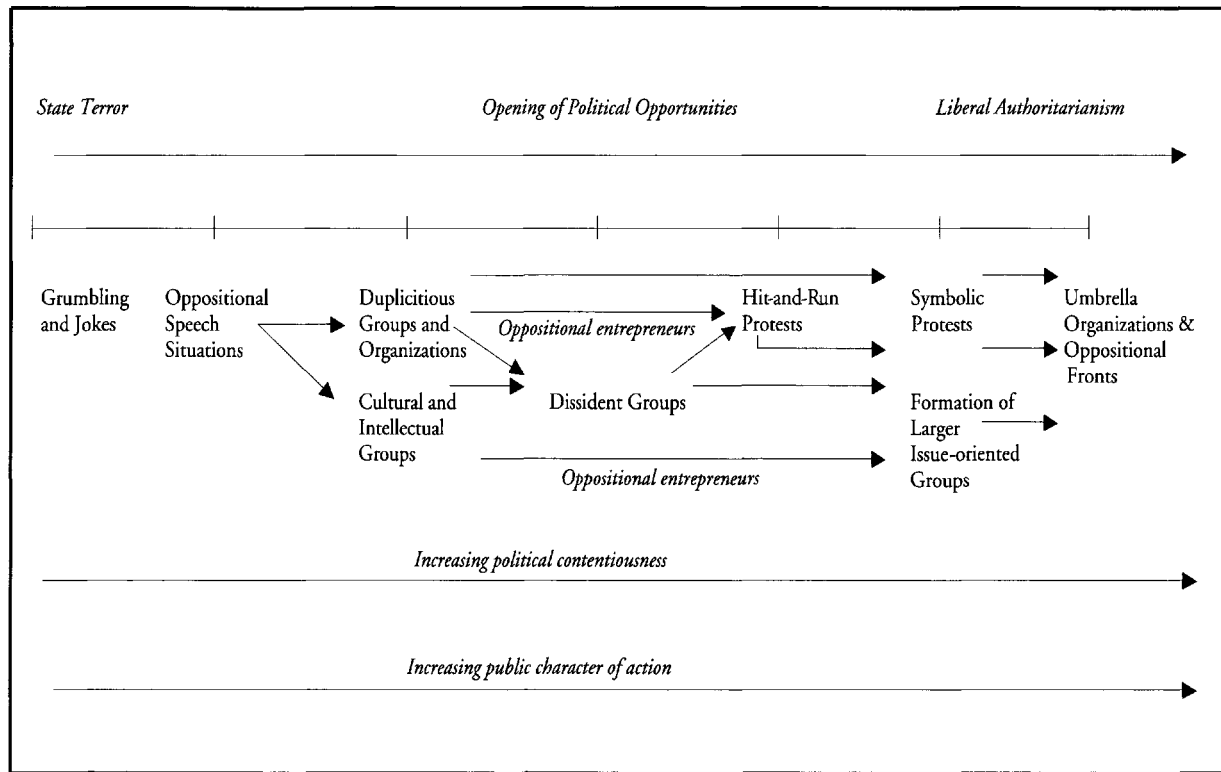 State Terror
Opening of Political Opportunities
Liberal Authoritarianism
Grumbling
and Jokes
Oppositional
Speech
Situations
Duplicitious
Groups and
Organizations
Oppositional entrepreneurs
Hit-and-Run
Protests
Symbolic
Protests
Umbrella
Organizations &
Oppositional
Fronts
Cultural and
Intellectual
Groups
Dissident Groups
Formation of
Larger
Issue-oriented
Groups
Oppositional entrepreneurs
Increasing political contentiousness
Increasing public character of action